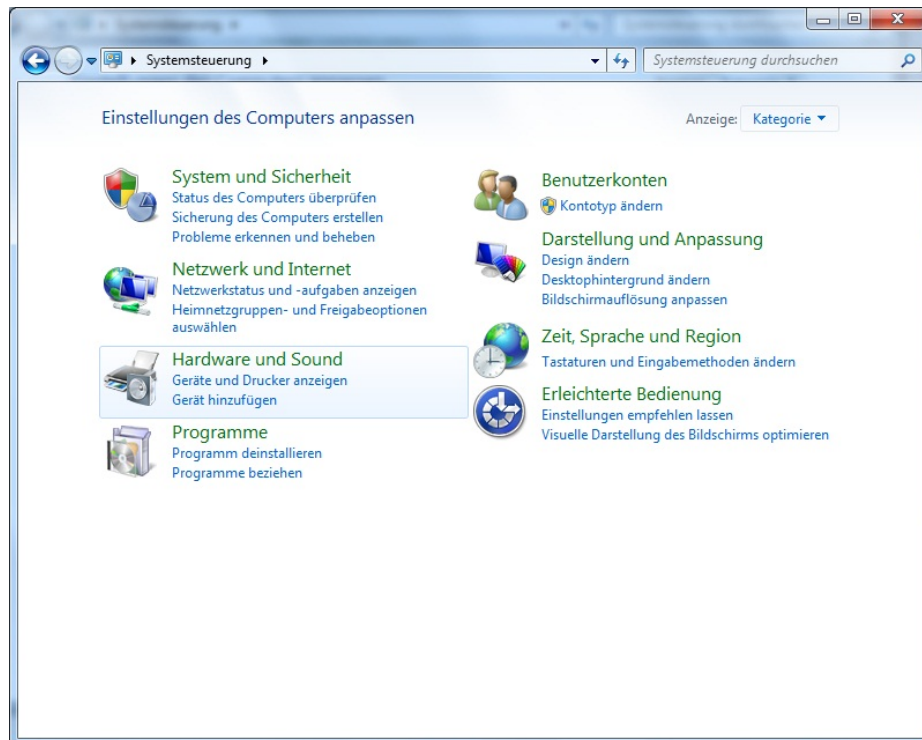 Systemsteuerung
Systemsteuerung durchsuchen
Einstellungen des Computers anpassen
Anzeige: Kategorie
System und Sicherheit
Status des Computers überprüfen
Sicherung des Computers erstellen
Probleme erkennen und beheben
Netzwerk und Internet
Netzwerkstatus und -aufgaben anzeigen
Heimnetzgruppen- und Freigabeoptionen
auswählen
Hardware und Sound
Geräte und Drucker anzeigen
Gerät hinzufügen
Programme
Programm deinstallieren
Programme beziehen
Benutzerkonten
Kontotyp ändern
Darstellung und Anpassung
Design ändern
Desktophintergrund ändern
Bildschirmauflösung anpassen
Zeit, Sprache und Region
Tastaturen und Eingabemethoden ändern
Erleichterte Bedienung
Einstellungen empfehlen lassen
Visuelle Darstellung des Bildschirms optimieren